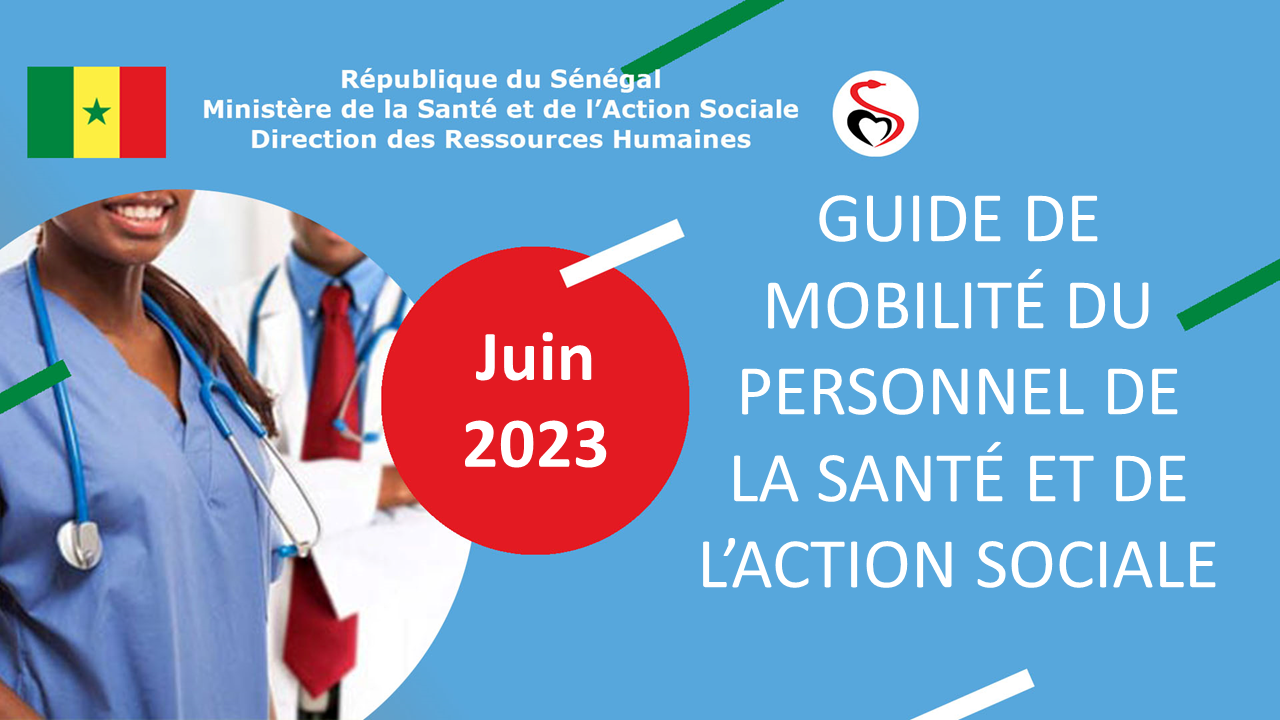 République du Sénégal
Ministère de la Santé et de l’Action Sociale
Direction des Ressources Humaines
GUIDE DE
MOBILITÉ DU
PERSONNEL DE
LA SANTÉ ET DE
L’ACTION SOCIALE
Juin
2023